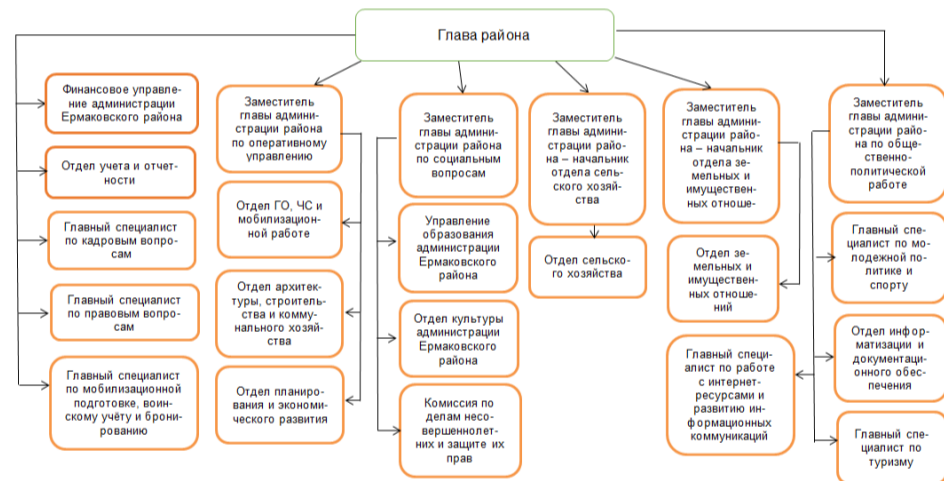 Глава района
Финансовое управле-
ние администрации
Ермаковского района
Отдел учета и отчет-
ности
Главный специалист
по кадровым вопро-
сам
Главный специалист
по правовым вопро-
сам
Главный специалист
по мобилизационной
подготовке, воин-
скому учёту и брони-
рованию
Заместитель
главы админи-
страции района
по оперативному
управлению
Отдел ГО, ЧС и
мобилизацион-
ной работе
Отдел архитек-
туры, строитель-
ства и комму-
нального хозяй-
ства
Отдел планиро-
вания и экономи-
ческого развития
Заместитель
главы админи-
страции района
по социальным
вопросам
Управление
образования
администрации
Ермаковского
района
Отдел культуры
администрации
Ермаковского
района
Комиссия по
делам несо-
вершеннолет-
них и защите их
прав
Заместитель
главы админи-
страции райо-
на – начальник
отдела сель-
ского хозяй-
ства
Отдел сельско-
го хозяйства
Заместитель
главы админи-
страции райо-
на – начальник
отдела зе-
мельных и
имуществен-
ных отноше-
Отдел зе-
мельных и
имуществен-
ных отноше-
ний
Главный специ-
алист по работе
с интернет-
ресурсами и
развитию ин-
формационных
коммуникаций
Заместитель
главы адми-
нистрации рай-
она по обще-
ственно-
политической
работе
Главный спе-
циалист по мо-
лодежной по-
литике и
спорту
Отдел инфор-
матизации и
документаци-
онного обес-
печения
Главный спе-
циалист по
туризму